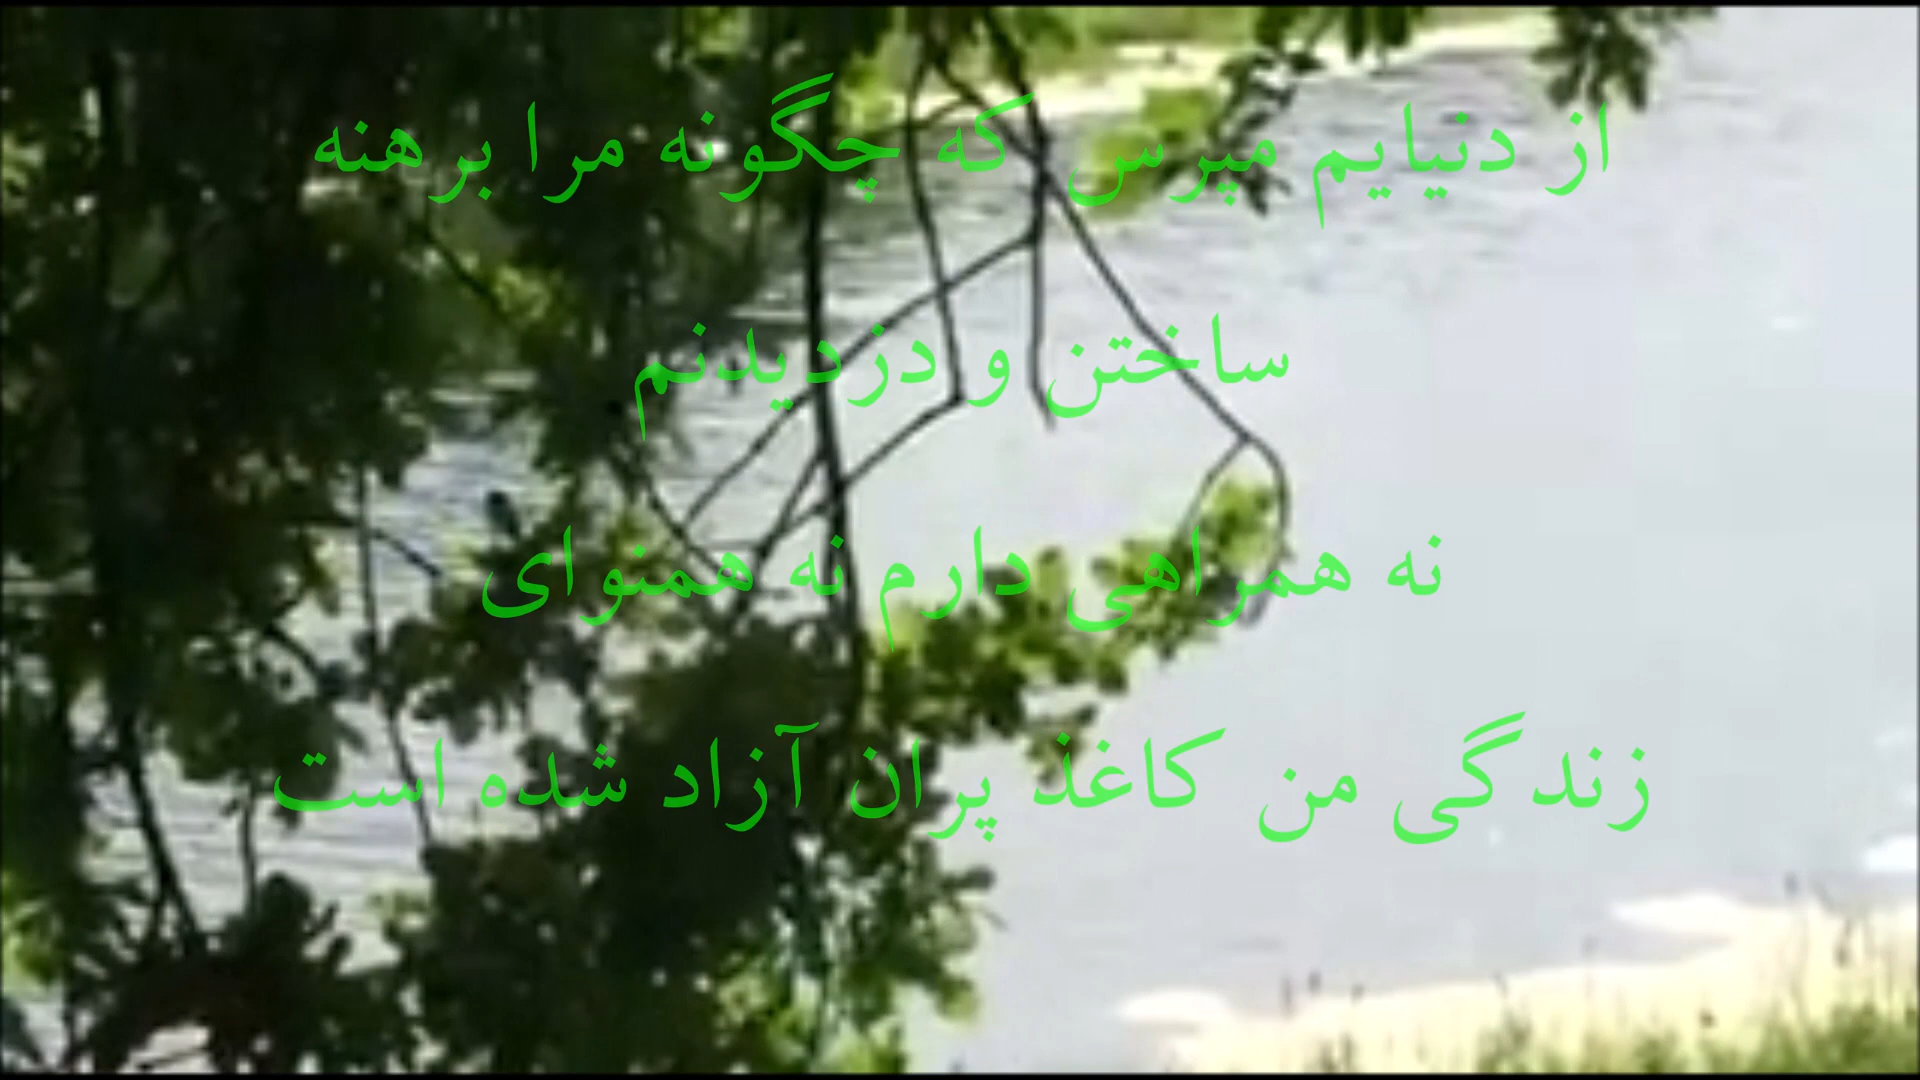 از دنیایم مپرس که چگونه مرا برهنه
ساختن و دزدیدنم
نه همراهی دارم نه همنوای
زندگی من کاغذ پران آزاد شده است